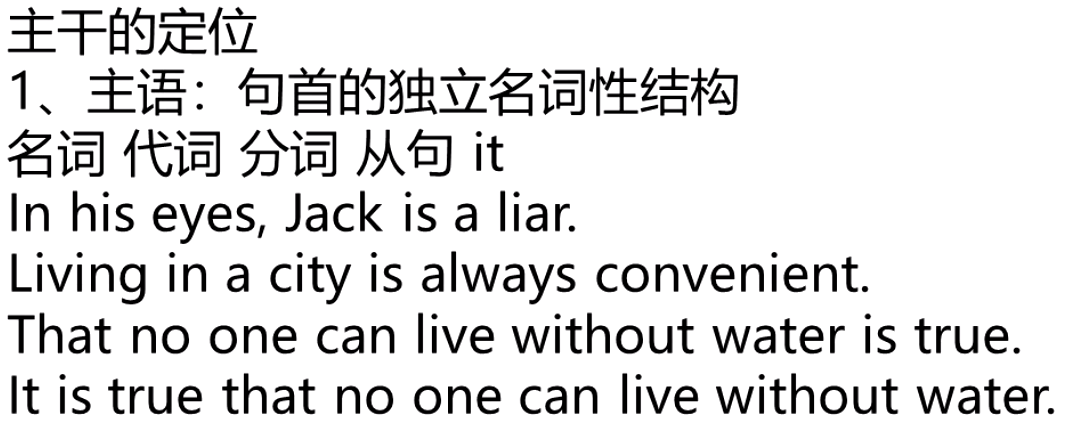 主干的定位
1、主语：句首的独立名词性结构
名词 代词 分词 从句 it
In his eyes, Jack is a liar.
Living in a city is always convenient.
That no one can live without water is true.
It is true that no one can live without water.